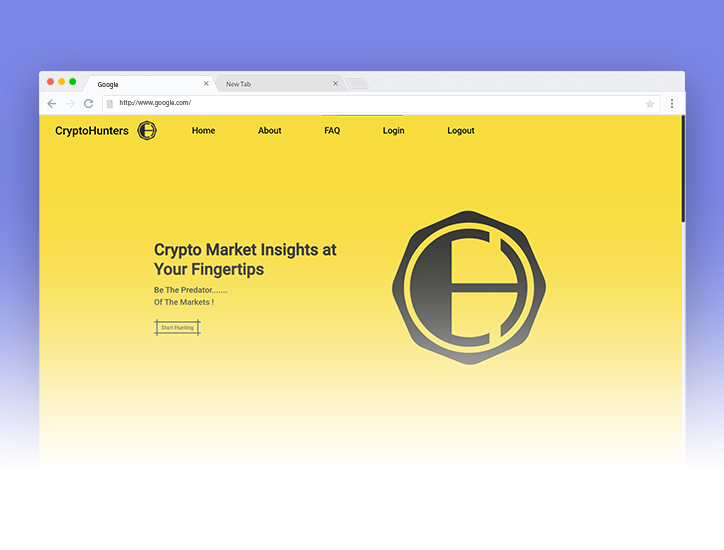 Google
New Tab
http://www.google.com/
CryptoHunters
Home
About
FAQ
Login
Logout
Crypto Market Insights at
Your Fingertips
Be The Predator.......
Of The Markets !
Start Hunting